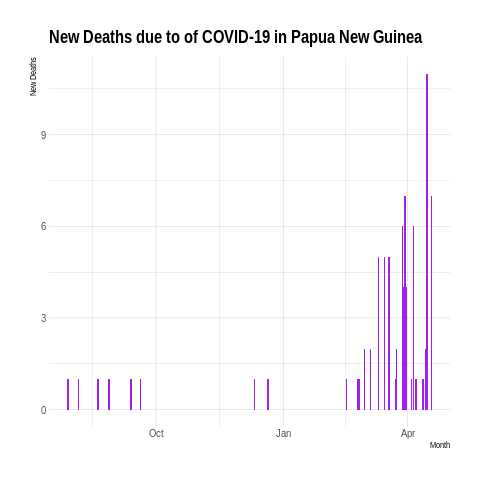 New Deaths due to of COVID-19 in Papua New Guinea
New Deaths
9
6
3
0
Oct Jan Apr
Month